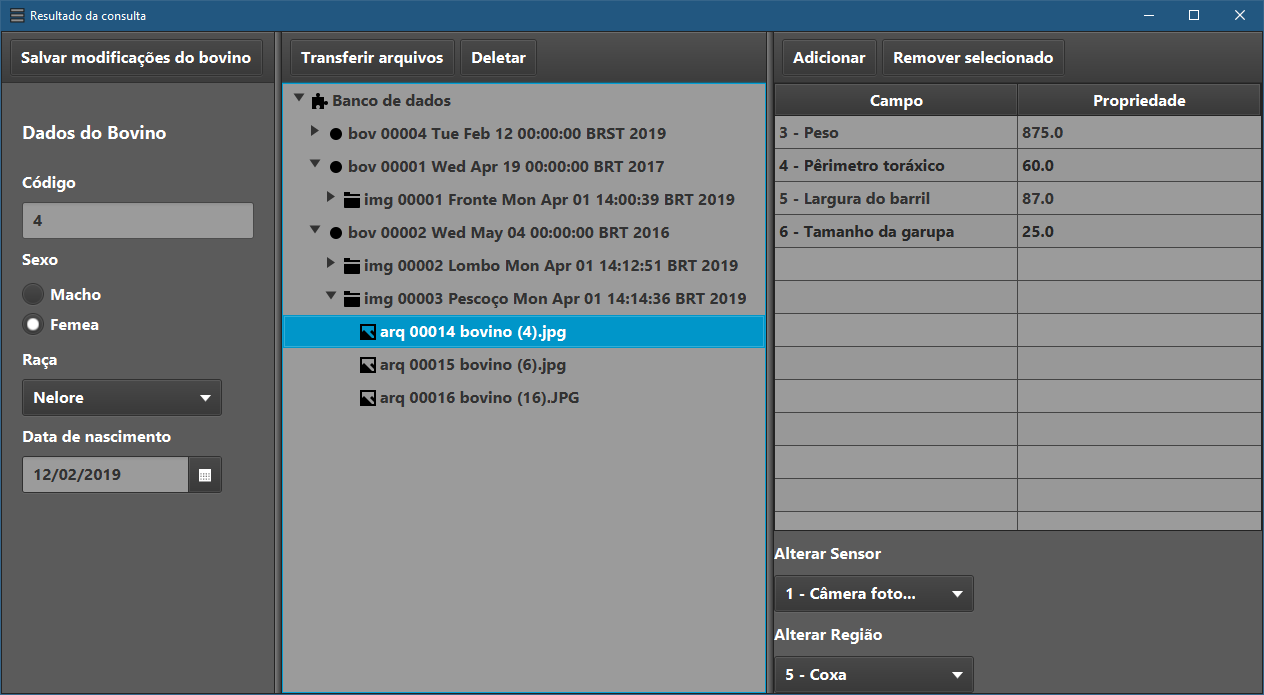 Resultado da consulta
Salvar modificações do bovino
Dados do Bovino
Código
4
Sexo
Macho
Femea
Raça
Nelore
Data de nascimento
12/02/2019
Transferir arquivos
Deletar
Banco de dados
bov 00004 Tue Feb 12 00:00:00 BRST 2019
bov 00001 Wed Apr 19 00:00:00 BRT 2017
img 00001 Fronte Mon Apr 01 14:00:39 BRT 2019
bov 00002 Wed May 04 00:00:00 BRT 2016
img 00002 Lombo Mon Apr 01 14:12:51 BRT 2019
img 00003 Pescoço Mon Apr 01 14:14:36 BRT 2019
arq 00014 bovino (4).jpg
arq 00015 bovino (6).jpg
arq 00016 bovino (16).JPG
Adicionar
Remover selecionado
Campo Propriedade
3 - Peso 875.0
4 - Pêrimetro toráxico 60.0
5 - Largura do barril 87.0
6 - Tamanho da garupa 25.0
Alterar Sensor
1 - Câmera foto...
Alterar Região
5 - Coxa